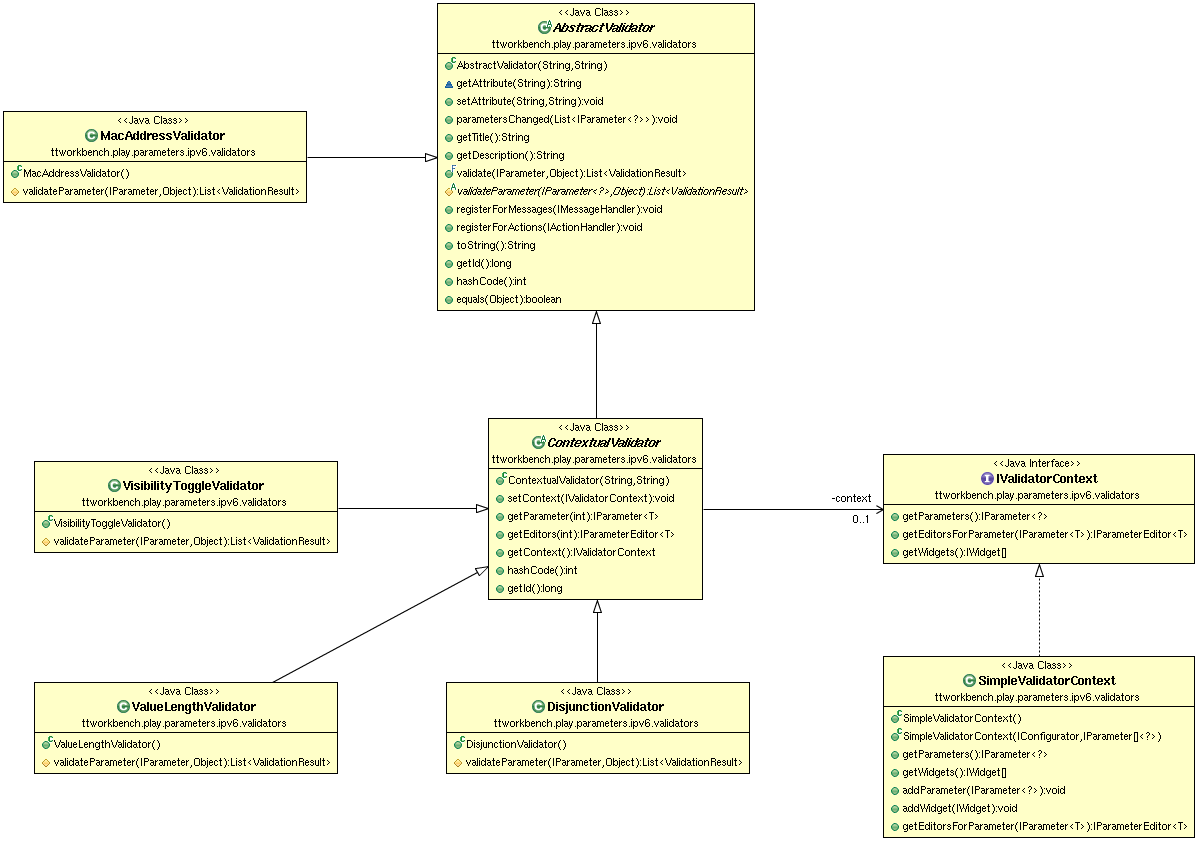 <<Java Class>>
AbstractValidator
ttworkbench.play.parameters.ipv6.validators
AbstractValidator(String,String)
getAttribute(String):String
setAttribute(String,String):void
parametersChanged(List<IParameter<?>>):void
getTitle():String
getDescription():String
validate(IParameter,Object):List<ValidationResult>
validateParameter(IParameter<?>,Object):List<ValidationResult>
registerForMessages(IMessageHandler):void
registerForActions(IActionHandler):void
toString():String
getId():long
hashCode():int
equals(Object):boolean
<<Java Class>>
MacAddressValidator
ttworkbench.play.parameters.ipv6.validators
MacAddressValidator()
validateParameter(IParameter,Object):List<ValidationResult>
<<Java Class>>
ContextualValidator
ttworkbench.play.parameters.ipv6.validators
ContextualValidator(String,String)
setContext(IValidatorContext):void
getParameter(int):IParameter<T>
getEditors(int):IParameterEditor<T>
getContext():IValidatorContext
hashCode():int
getId():long
<<Java Class>>
VisibilityToggleValidator
ttworkbench.play.parameters.ipv6.validators
VisibilityToggleValidator()
validateParameter(IParameter,Object):List<ValidationResult>
-context
0..1
<<Java Interface>>
IValidatorContext
ttworkbench.play.parameters.ipv6.validators
getParameters():IParameter<?>
getEditorsForParameter(IParameter<T>):IParameterEditor<T>
getWidgets():IWidget[]
<<Java Class>>
ValueLengthValidator
ttworkbench.play.parameters.ipv6.validators
ValueLengthValidator()
validateParameter(IParameter,Object):List<ValidationResult>
<<Java Class>>
DisjunctionValidator
ttworkbench.play.parameters.ipv6.validators
DisjunctionValidator()
validateParameter(IParameter,Object):List<ValidationResult>
<<Java Class>>
SimpleValidatorContext
ttworkbench.play.parameters.ipv6.validators
SimpleValidatorContext()
SimpleValidatorContext(IConfigurator,IParameter[]<?>)
getParameters():IParameter<?>
getWidgets():IWidget[]
addParameter(IParameter<?>):void
addWidget(IWidget):void
getEditorsForParameter(IParameter<T>):IParameterEditor<T>